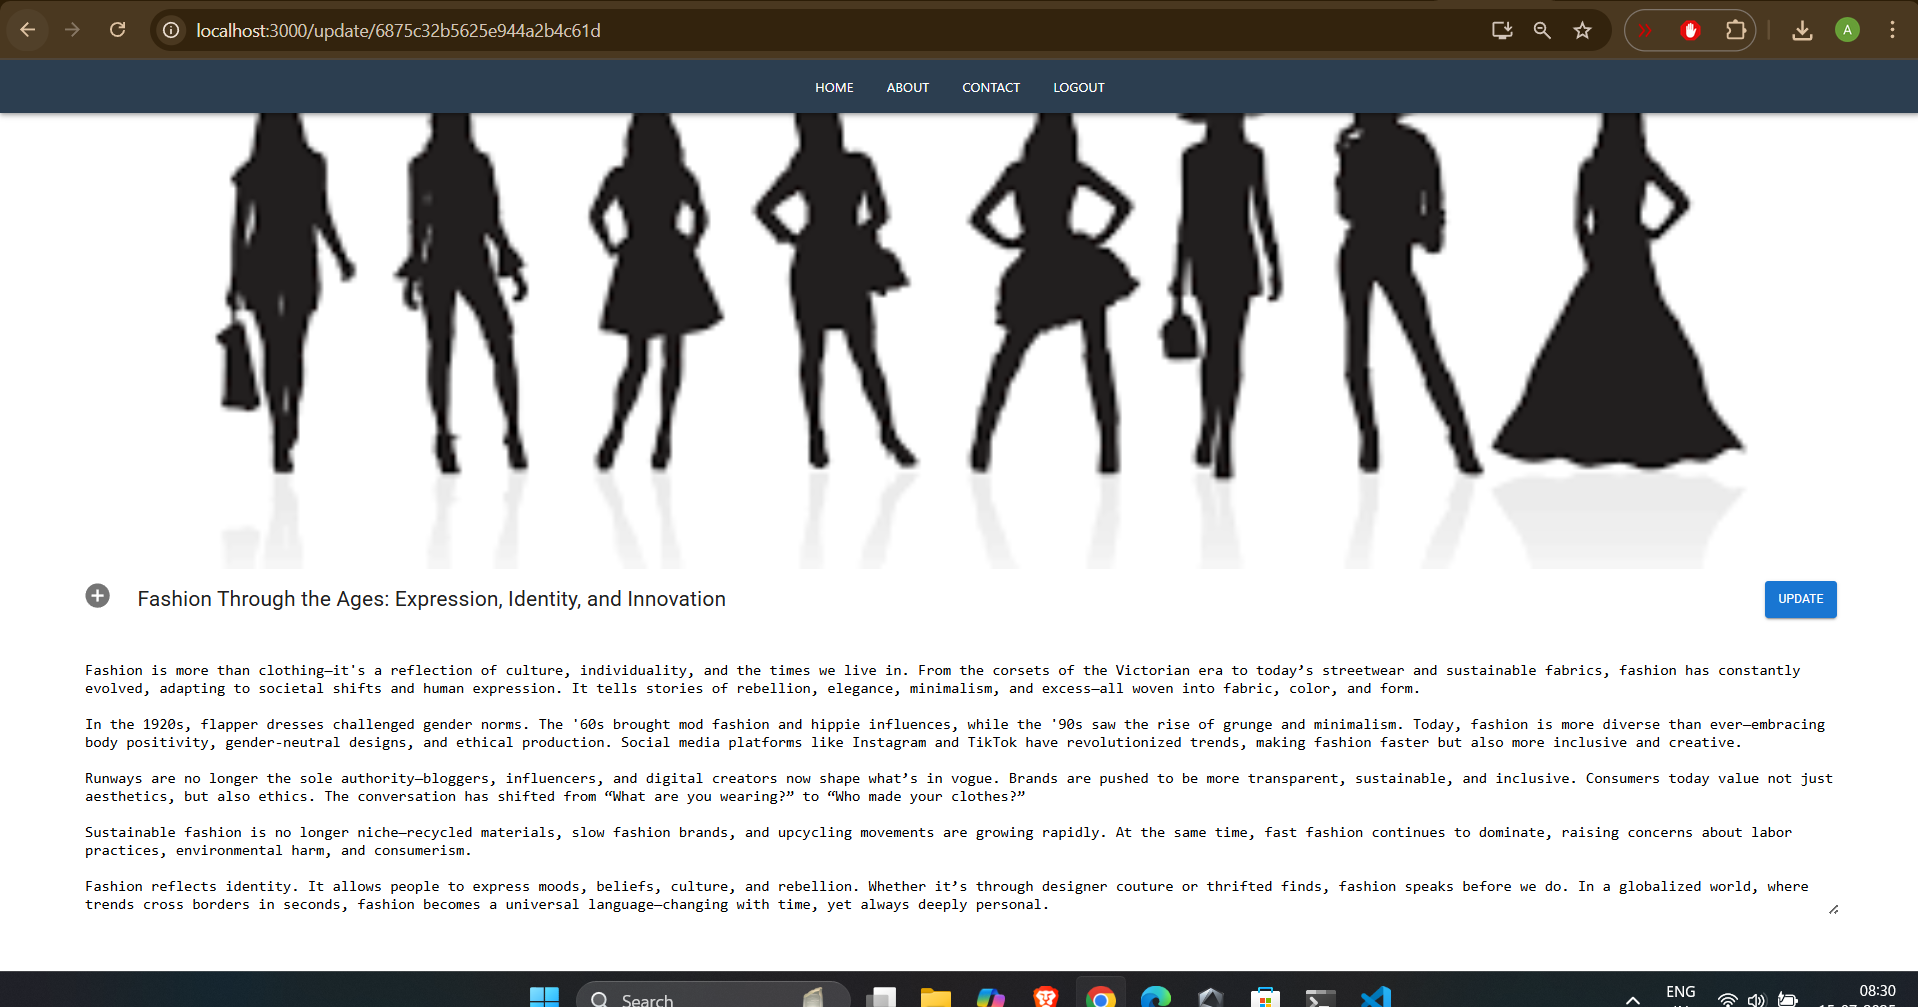 localhost:3000/update/6875c32b5625e944a2b4c61d
A
HOME ABOUT CONTACT LOGOUT
Fashion Through the Ages: Expression, Identity, and Innovation
UPDATE
Fashion is more than clothing—it's a reflection of culture, individuality, and the times we live in. From the corsets of the Victorian era to today’s streetwear and sustainable fabrics, fashion has constantly
evolved, adapting to societal shifts and human expression. It tells stories of rebellion, elegance, minimalism, and excess—all woven into fabric, color, and form.
In the 1920s, flapper dresses challenged gender norms. The '60s brought mod fashion and hippie influences, while the '90s saw the rise of grunge and minimalism. Today, fashion is more diverse than ever—embracing
body positivity, gender-neutral designs, and ethical production. Social media platforms like Instagram and TikTok have revolutionized trends, making fashion faster but also more inclusive and creative.
Runways are no longer the sole authority—bloggers, influencers, and digital creators now shape what’s in vogue. Brands are pushed to be more transparent, sustainable, and inclusive. Consumers today value not just
aesthetics, but also ethics. The conversation has shifted from “What are you wearing?” to “Who made your clothes?”
Sustainable fashion is no longer niche—recycled materials, slow fashion brands, and upcycling movements are growing rapidly. At the same time, fast fashion continues to dominate, raising concerns about labor
practices, environmental harm, and consumerism.
Fashion reflects identity. It allows people to express moods, beliefs, culture, and rebellion. Whether it’s through designer couture or thrifted finds, fashion speaks before we do. In a globalized world, where
trends cross borders in seconds, fashion becomes a universal language—changing with time, yet always deeply personal.
Search
ENG
08:30